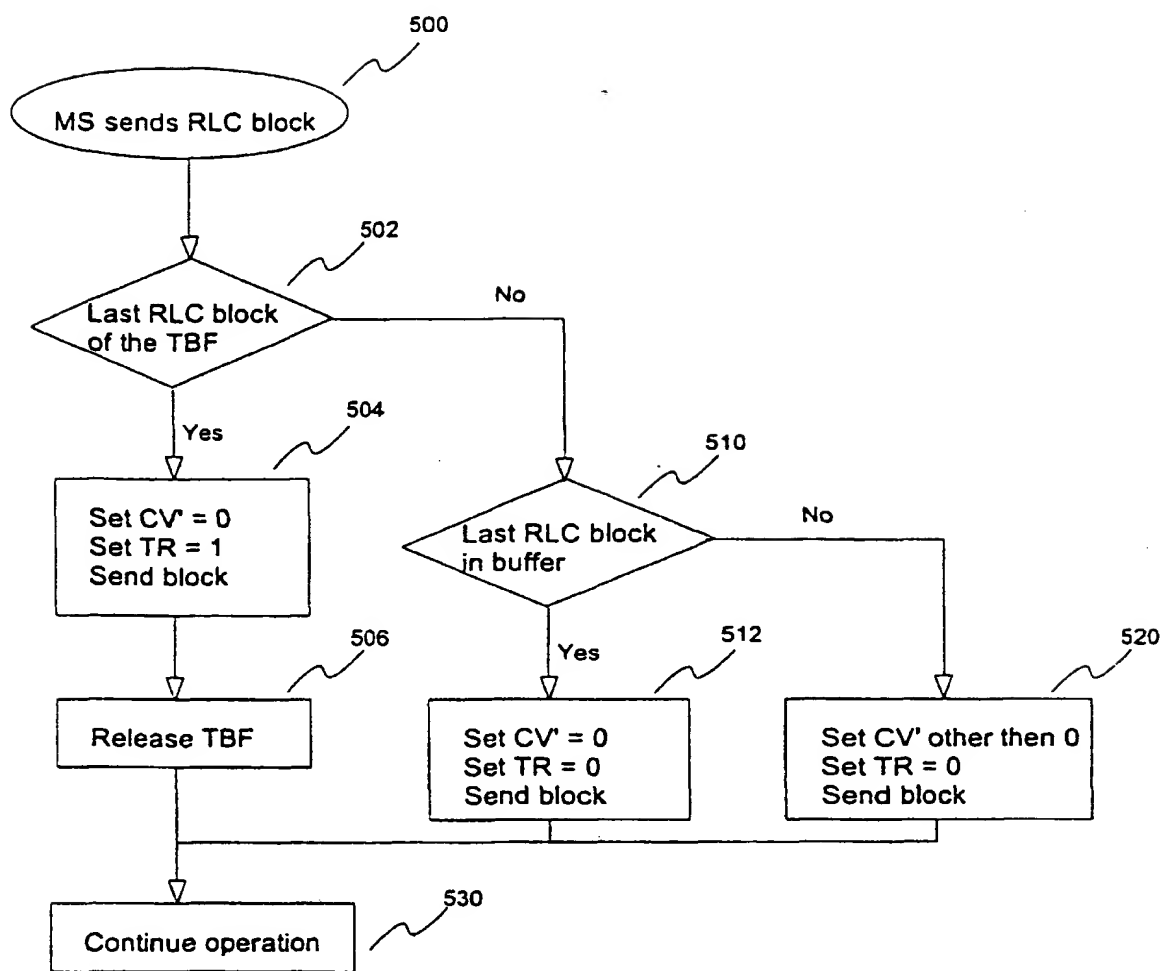 500
MS sends RLC block
502
Last RLC block
of the TBF
No
Yes
504
Set CV' = 0
Set TR = 1
Send block
510
Last RLC block
in buffer
No
506
Release TBF
Yes
512
Set CV' = 0
Set TR = 0
Send block
520
Set CV' other then 0
Set TR = 0
Send block
530
Continue operation